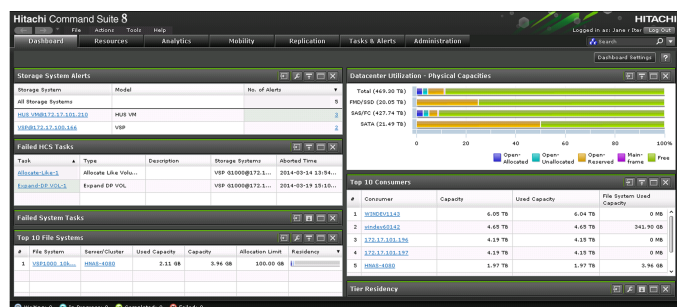 Hitachi Command Suite 8
HITACHI
File Actions Tools Help
Logged in as: Jane r Iter Log Out
Dashboard Resources Analytics Mobility Replication Tasks & Alerts Administration
Search
Dashboard Settings ?
Storage System Alerts
Storage System Model No. of Alerts
All Storage Systems 5
HUS VM@172.17.101.210 HUS VM 3
VSP@172.17.100.166 VSP 2
Failed HCS Tasks
Task Type Description Storage Systems Aborted Time
Allocate-Like-1 Allocate Like Volu... VSP G1000@172.1... 2014-03-14 13:54...
Expand-DP VOL-1 Expand DP VOL VSP G1000@172.1... 2014-03-19 15:10...
Failed System Tasks
Top 10 File Systems
# File System Server/Cluster Used Capacity Capacity Allocation Limit Residency
1 VSP1000_10k... HNAS-4080 2.11 GB 3.96 GB 100.00 GB
Datacenter Utilization - Physical Capacities
Total (469.30 TB)
FMD/SSD (20.05 TB)
SAS/FC (427.74 TB)
SATA (21.49 TB)
0 20 40 60 80 100%
Open-Allocated Open-Unallocated Open-Reserved Main-frame Free
Top 10 Consumers
# Consumer Capacity Used Capacity File System Used Capacity
1 WINDEV1143 6.05 TB 6.04 TB 0 MB
2 windev60142 4.65 TB 4.65 TB 341.90 GB
3 172.17.101.196 4.19 TB 4.15 TB 0 MB
4 172.17.101.197 4.19 TB 4.15 TB 0 MB
5 HNAS-4080 1.97 TB 1.97 TB 3.96 GB
Tier Residency